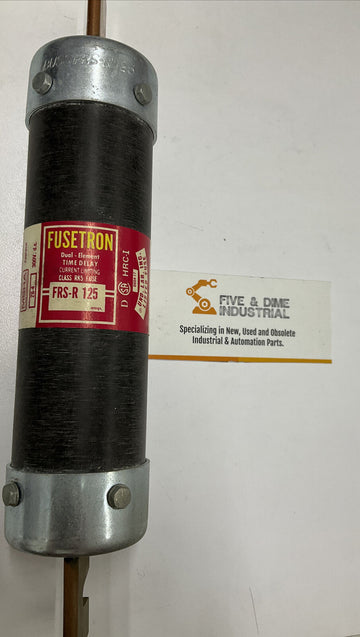 FUSETRON
Dual-Element
TIME DELAY
CURRENT LIMITING
CLASS RK5 FUSE
FRS-R 125
D HRC-I
FIVE & DIME
INDUSTRIAL
Specializing in New, Used and Obsolete
Industrial & Automation Parts.